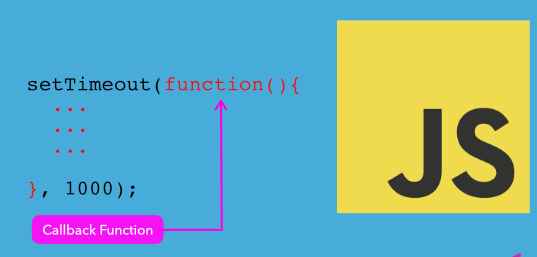 setTimeout(function(){
...
...
...
}, 1000);
Callback Function
JS